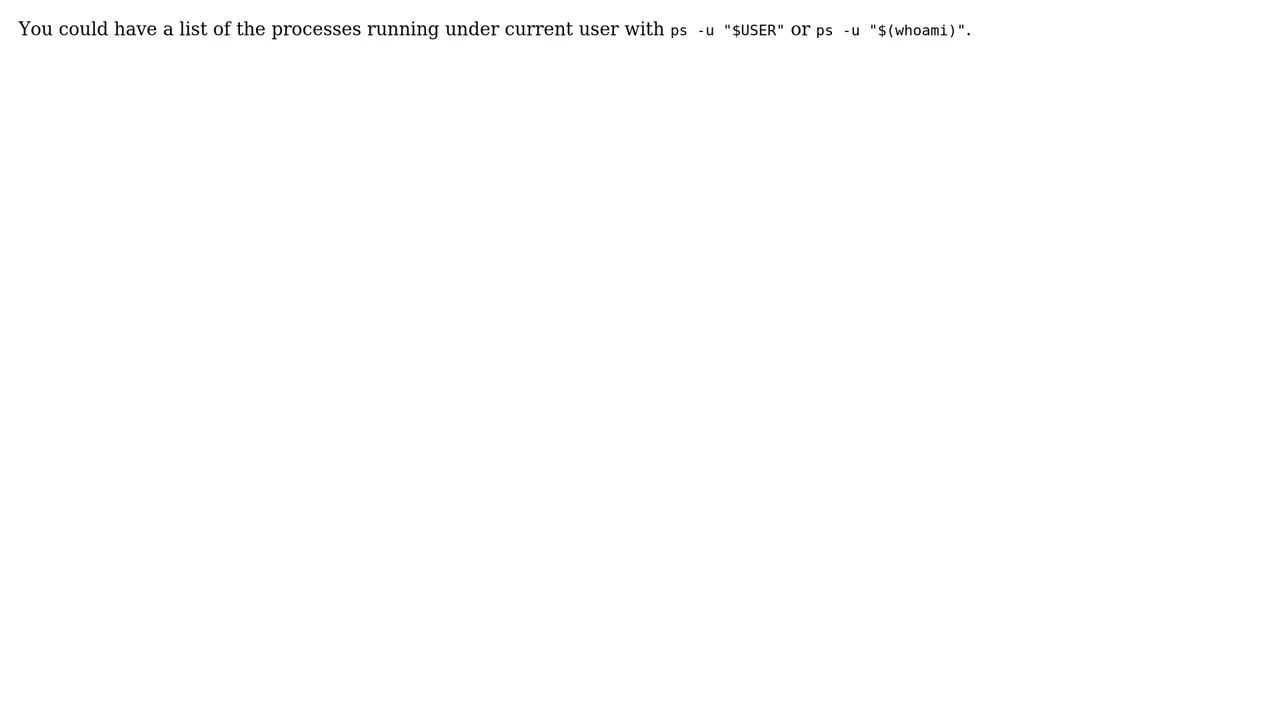 You could have a list of the processes running under current user with ps -u "$USER" or ps -u "$(whoami)".